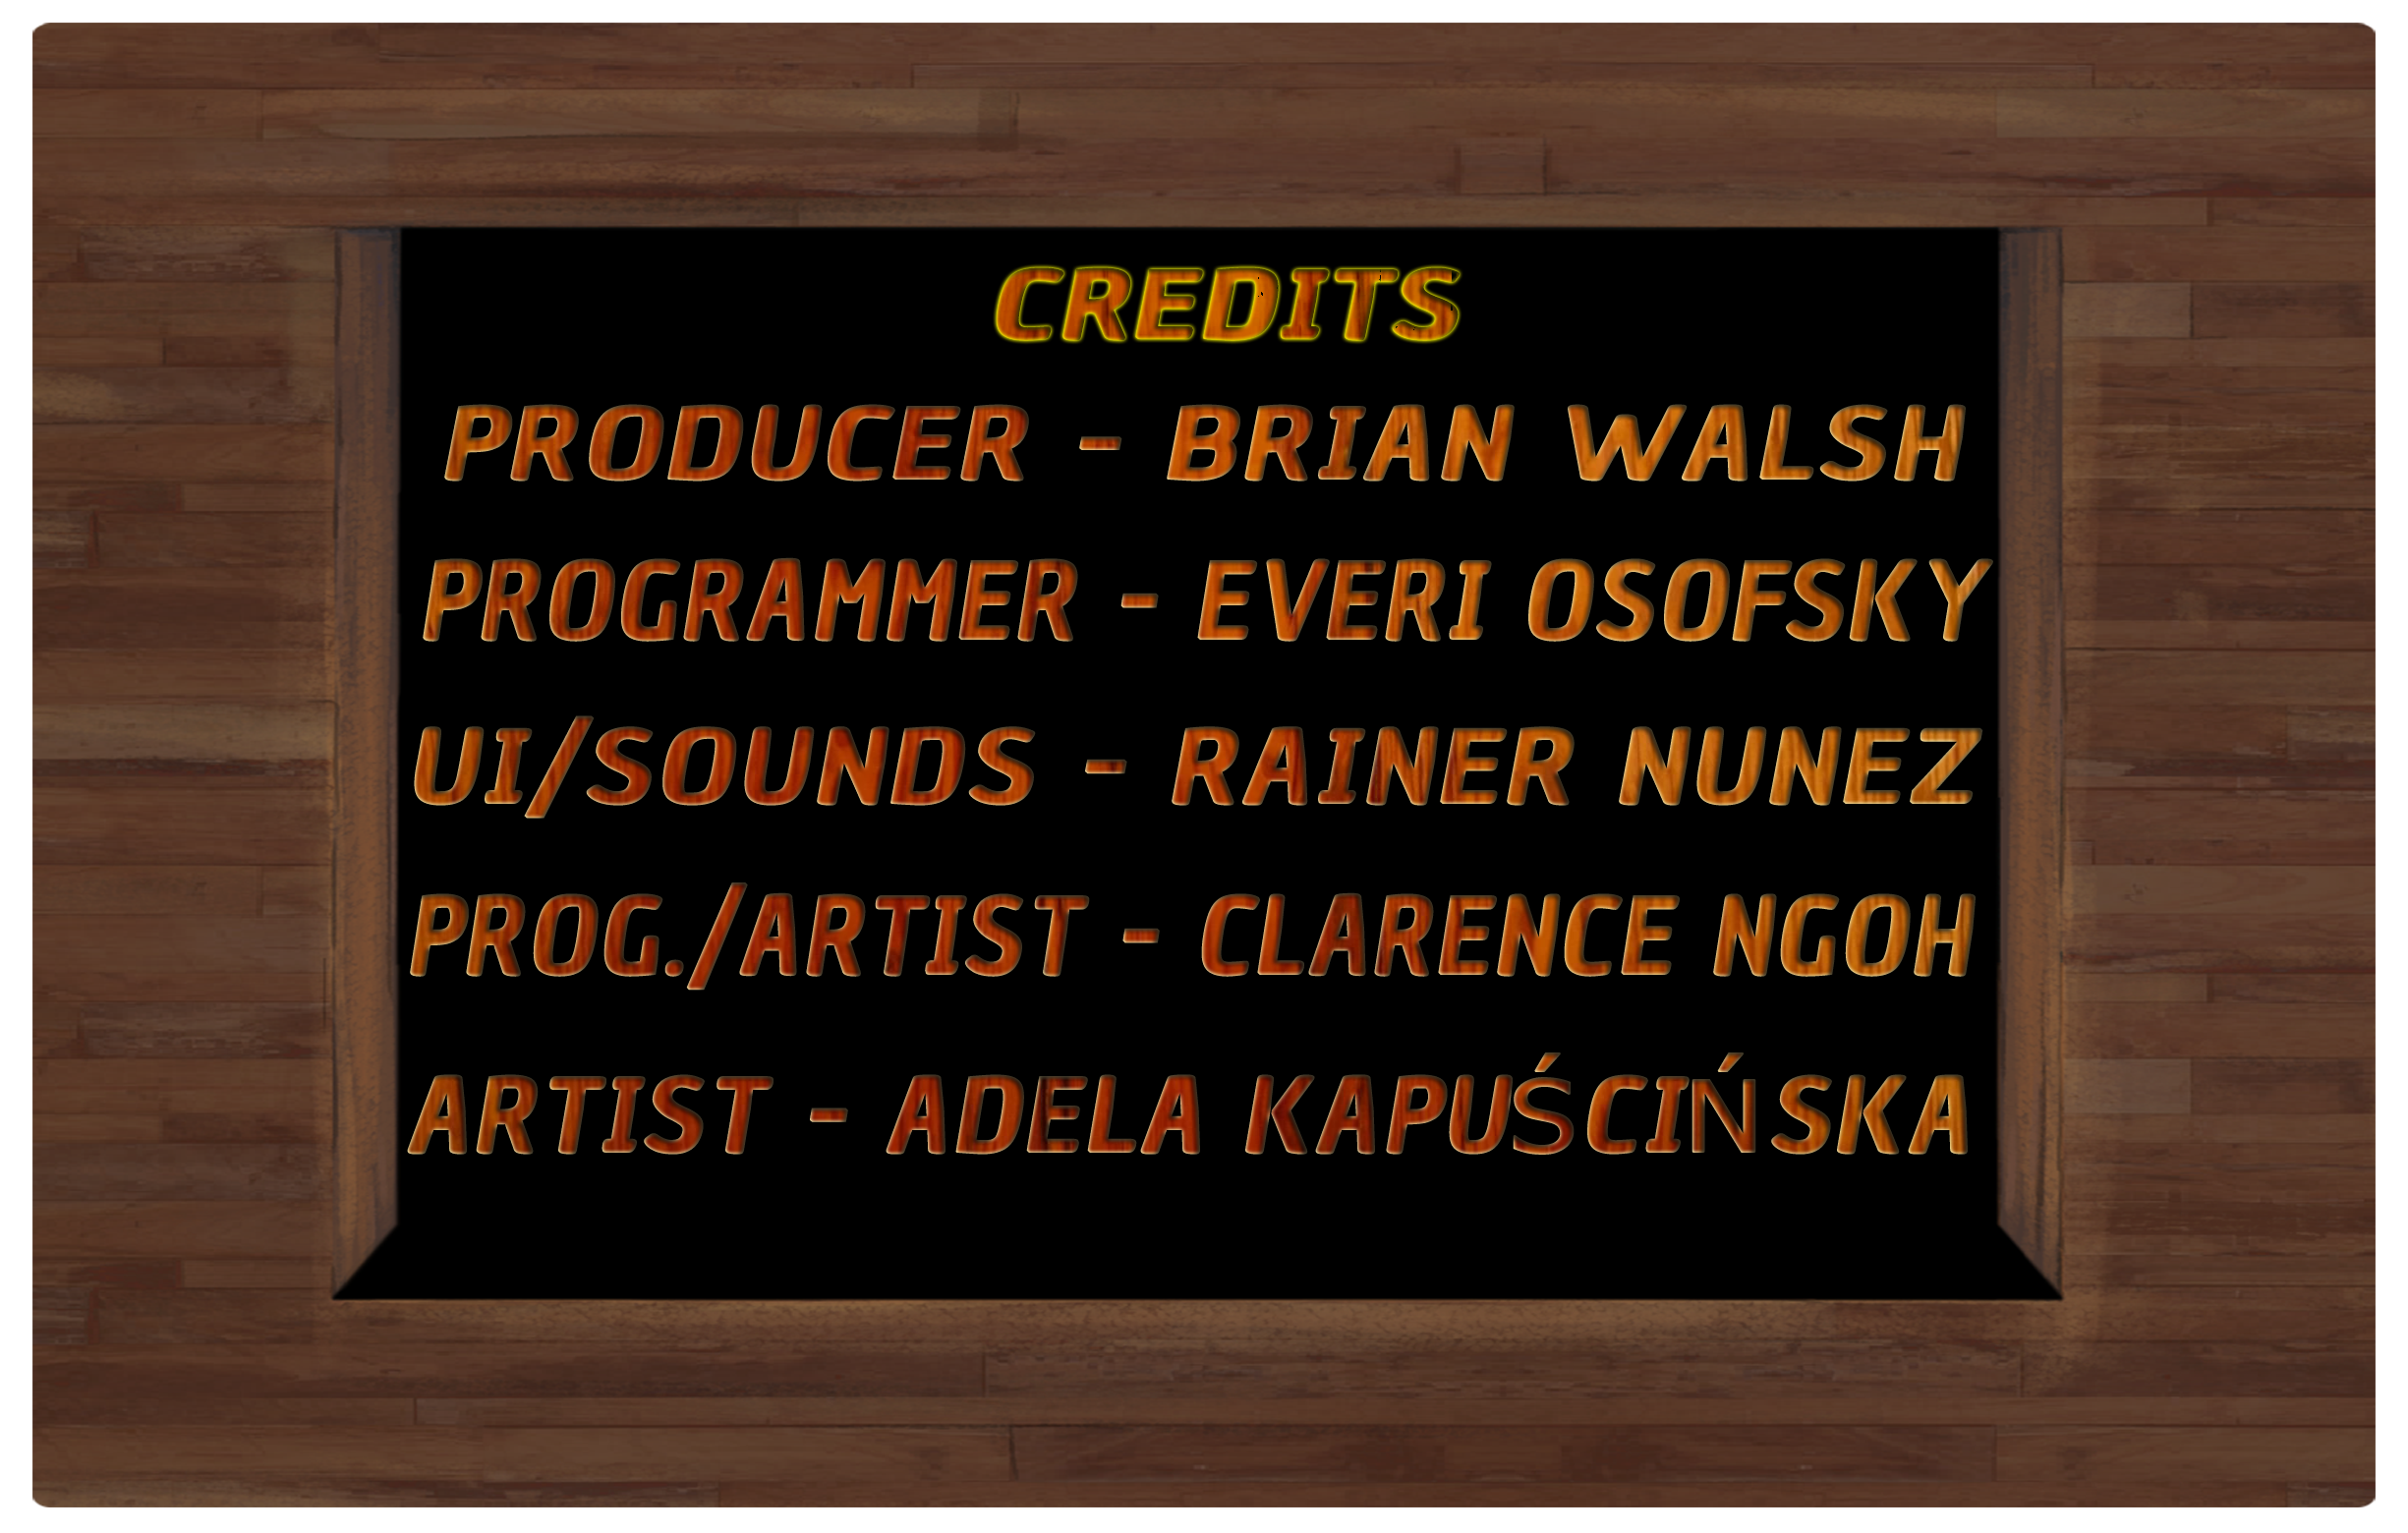 CREDITS
PRODUCER - BRIAN WALSH
PROGRAMMER - EVERI OSOFSKY
UI/SOUNDS - RAINER NUNEZ
PROG./ARTIST - CLARENCE NGOH
ARTIST - ADELA KAPUŚCIŃSKA